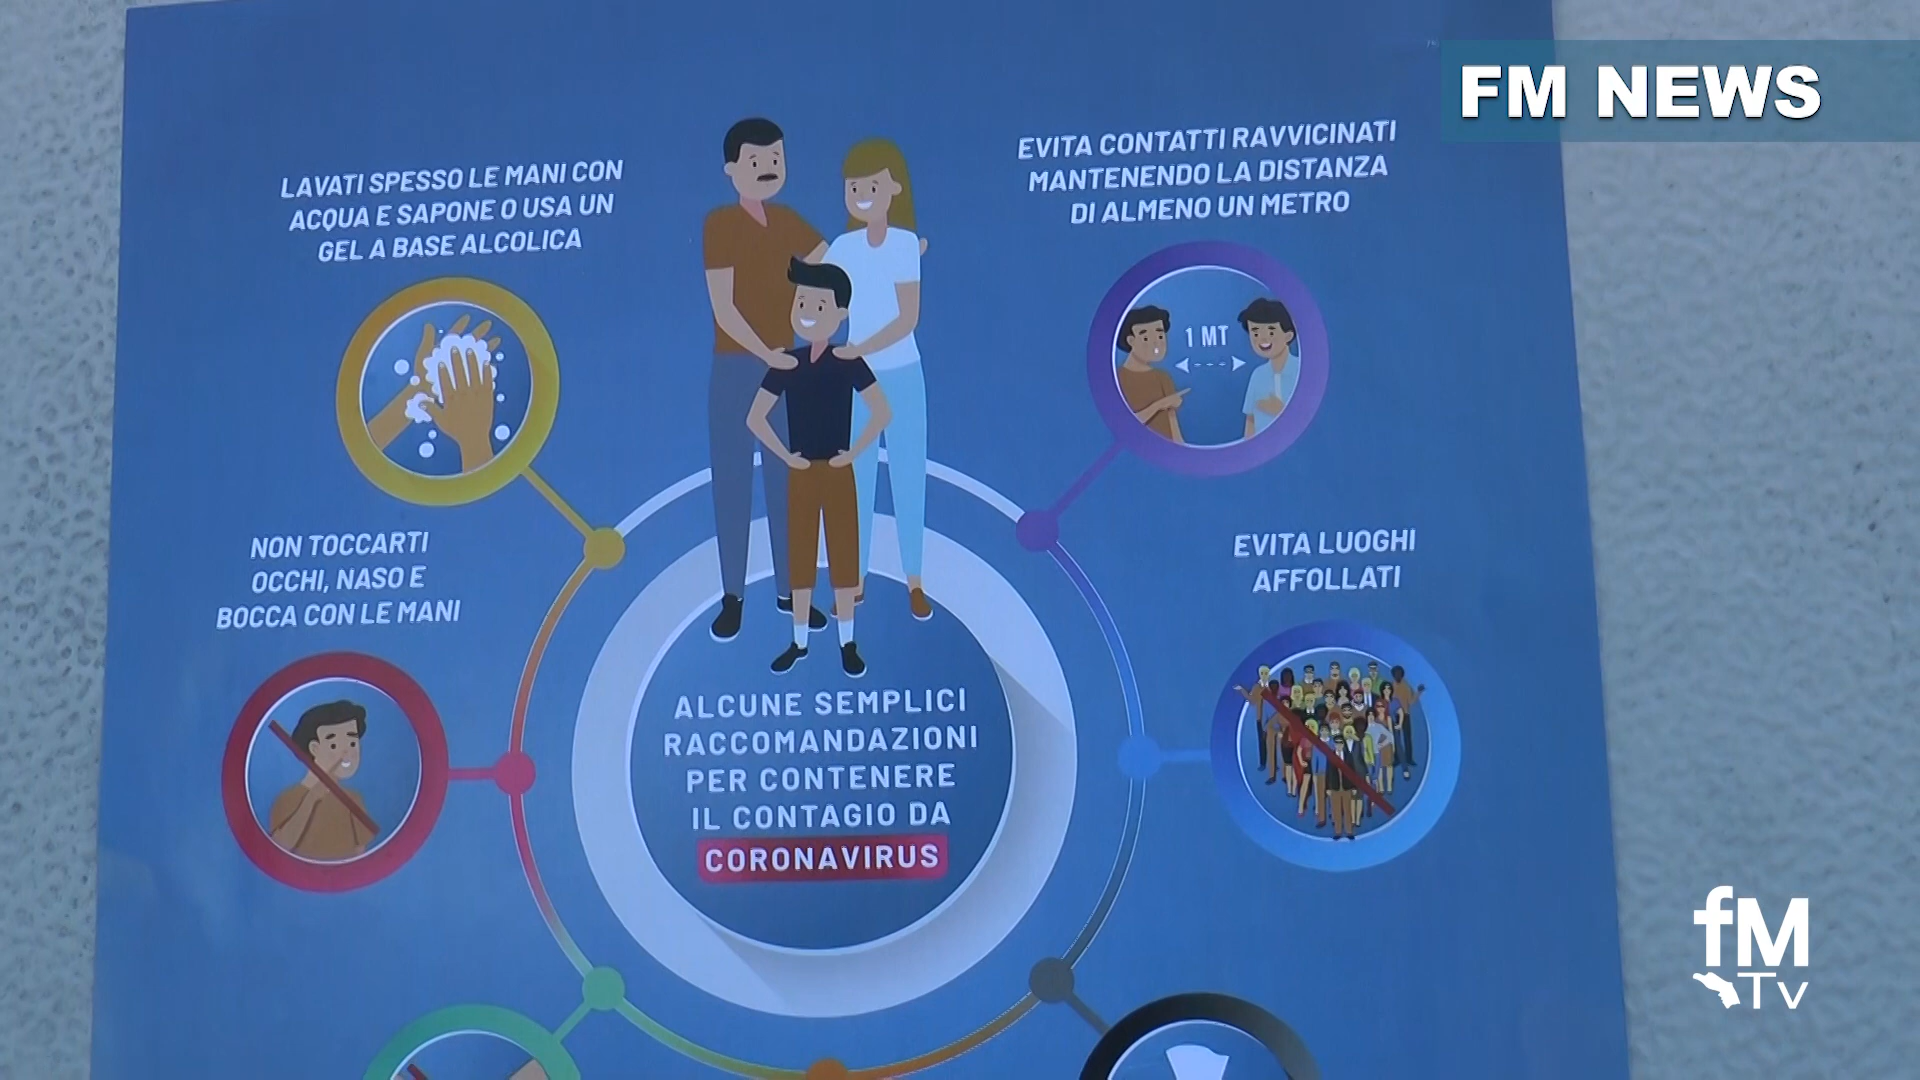 FM NEWS
LAVATI SPESSO LE MANI CON
ACQUA E SAPONE O USA UN
GEL A BASE ALCOLICA
EVITA CONTATTI RAVVICINATI
MANTENENDO LA DISTANZA
DI ALMENO UN METRO
1 MT
NON TOCCARTI
OCCHI, NASO E
BOCCA CON LE MANI
EVITA LUOGHI
AFFOLLATI
ALCUNE SEMPLICI
RACCOMANDAZIONI
PER CONTENERE
IL CONTAGIO DA
CORONAVIRUS
fM
Tv